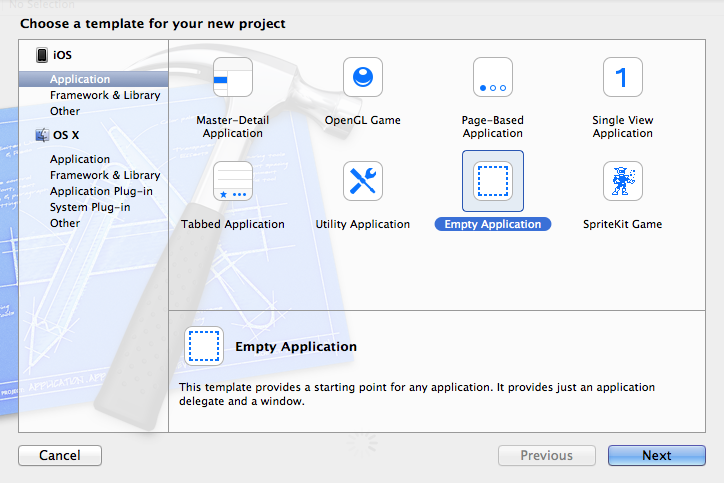 No Selection
Choose a template for your new project
iOS
Application
Framework & Library
Other
OS X
Application
Framework & Library
Application Plug-in
System Plug-in
Other
Master-Detail
Application
OpenGL Game
Page-Based
Application
1
Single View
Application
Tabbed Application
Utility Application
Empty Application
SpriteKit Game
Empty Application
This template provides a starting point for any application. It provides just an application
delegate and a window.
PROJECT APPLICATION.APP
Cancel
Previous
Next